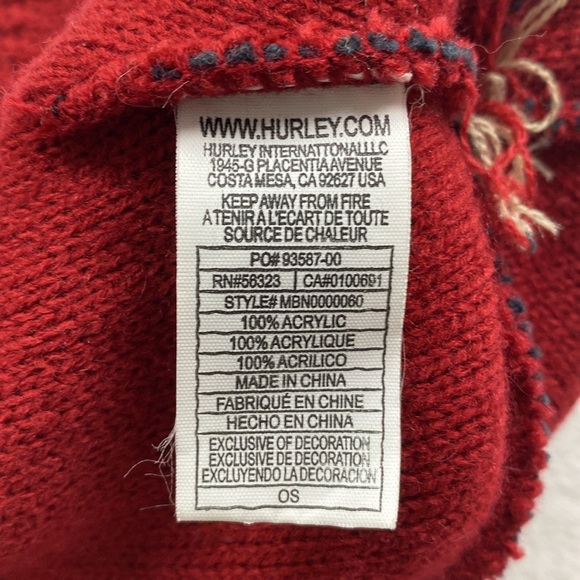 WWW.HURLEY.COM
HURLEY INTERNATTONALLLC
1945-G PLACENTIA AVENUE
COSTA MESA, CA 92627 USA
KEEP AWAY FROM FIRE
A TENIR À L'ÉCART DE TOUTE
SOURCE DE CHALEUR
PO# 93587-00
RN#56323 CA#0100691
STYLE# MBN0000060
100% ACRYLIC
100% ACRYLIQUE
100% ACRILICO
MADE IN CHINA
FABRIQUÉ EN CHINE
HECHO EN CHINA
EXCLUSIVE OF DECORATION
EXCLUSIVE DE DECORATION
EXCLUYENDO LA DECORACION
OS